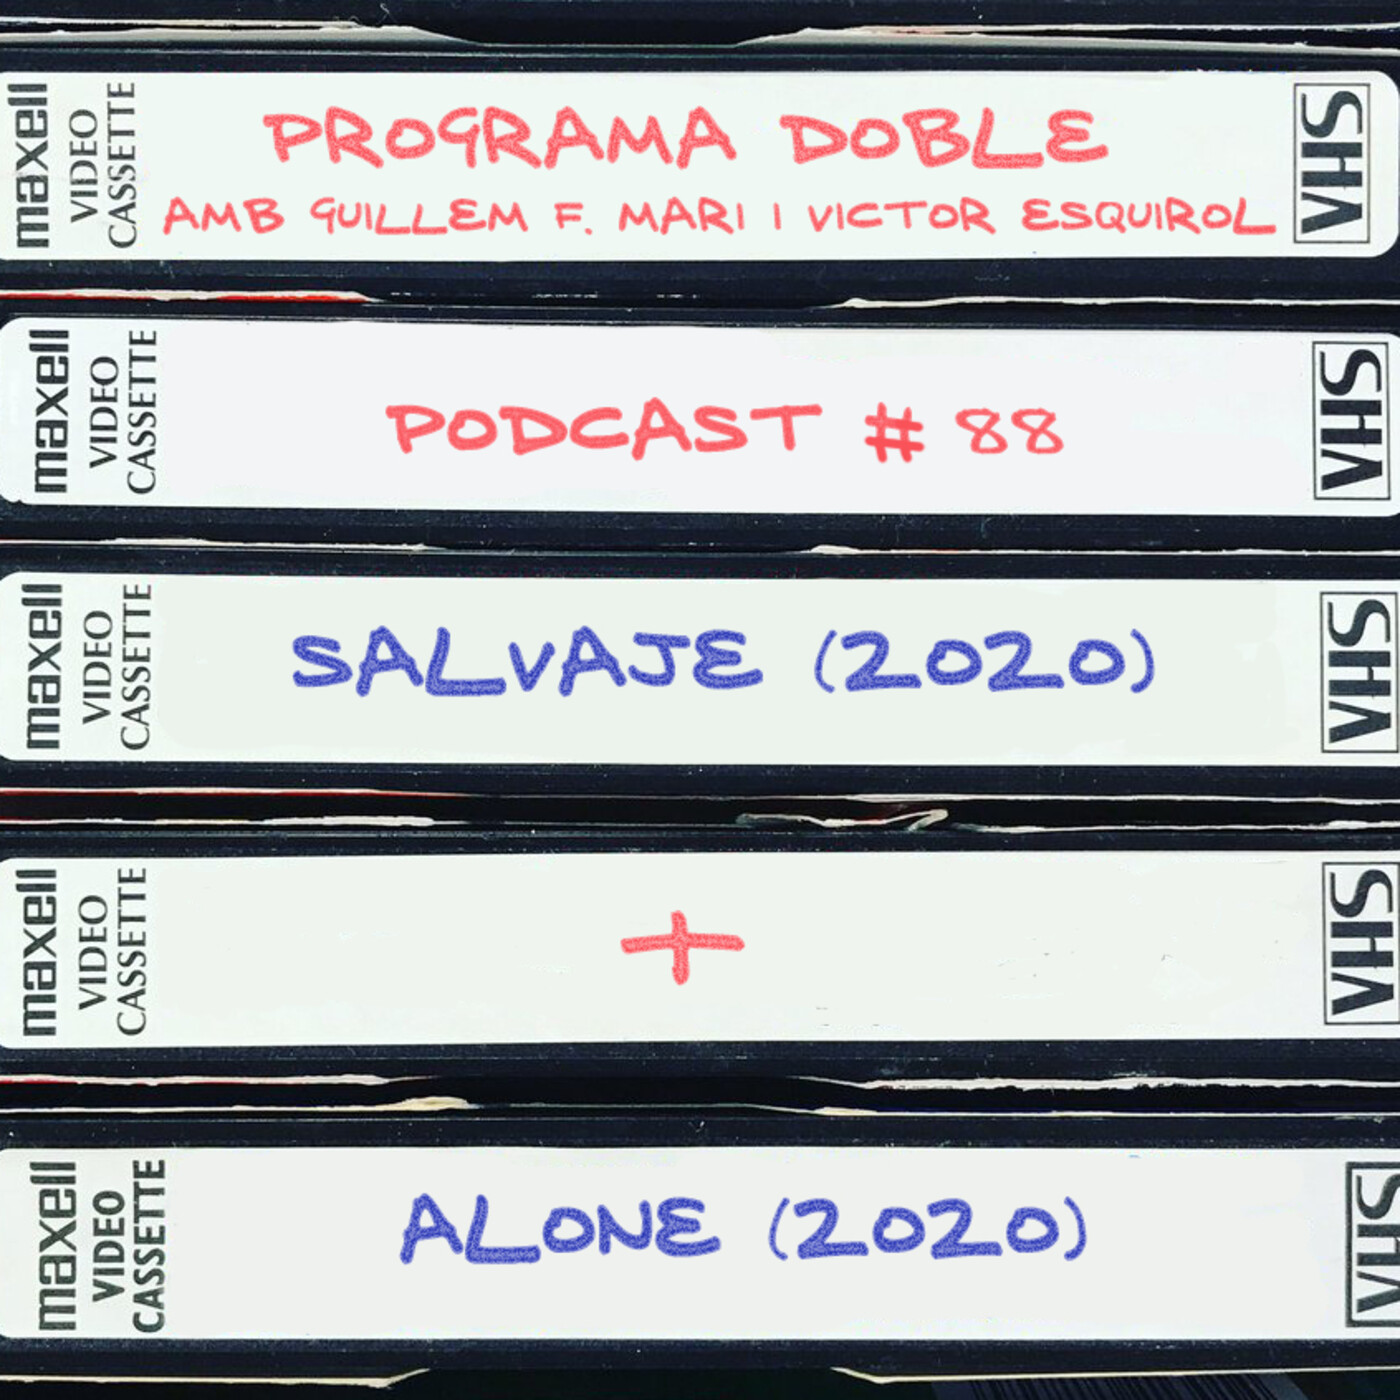 maxell
VIDEO
CASSETTE
PROGRAMA DOBLE
AMB GUILLEM F. MARI I VICTOR ESQUIROL
VHS
maxell
VIDEO
CASSETTE
PODCAST # 88
VHS
maxell
VIDEO
CASSETTE
SALVAJE (2020)
VHS
maxell
VIDEO
CASSETTE
+
VHS
maxell
VIDEO
CASSETTE
ALONE (2020)
VHS